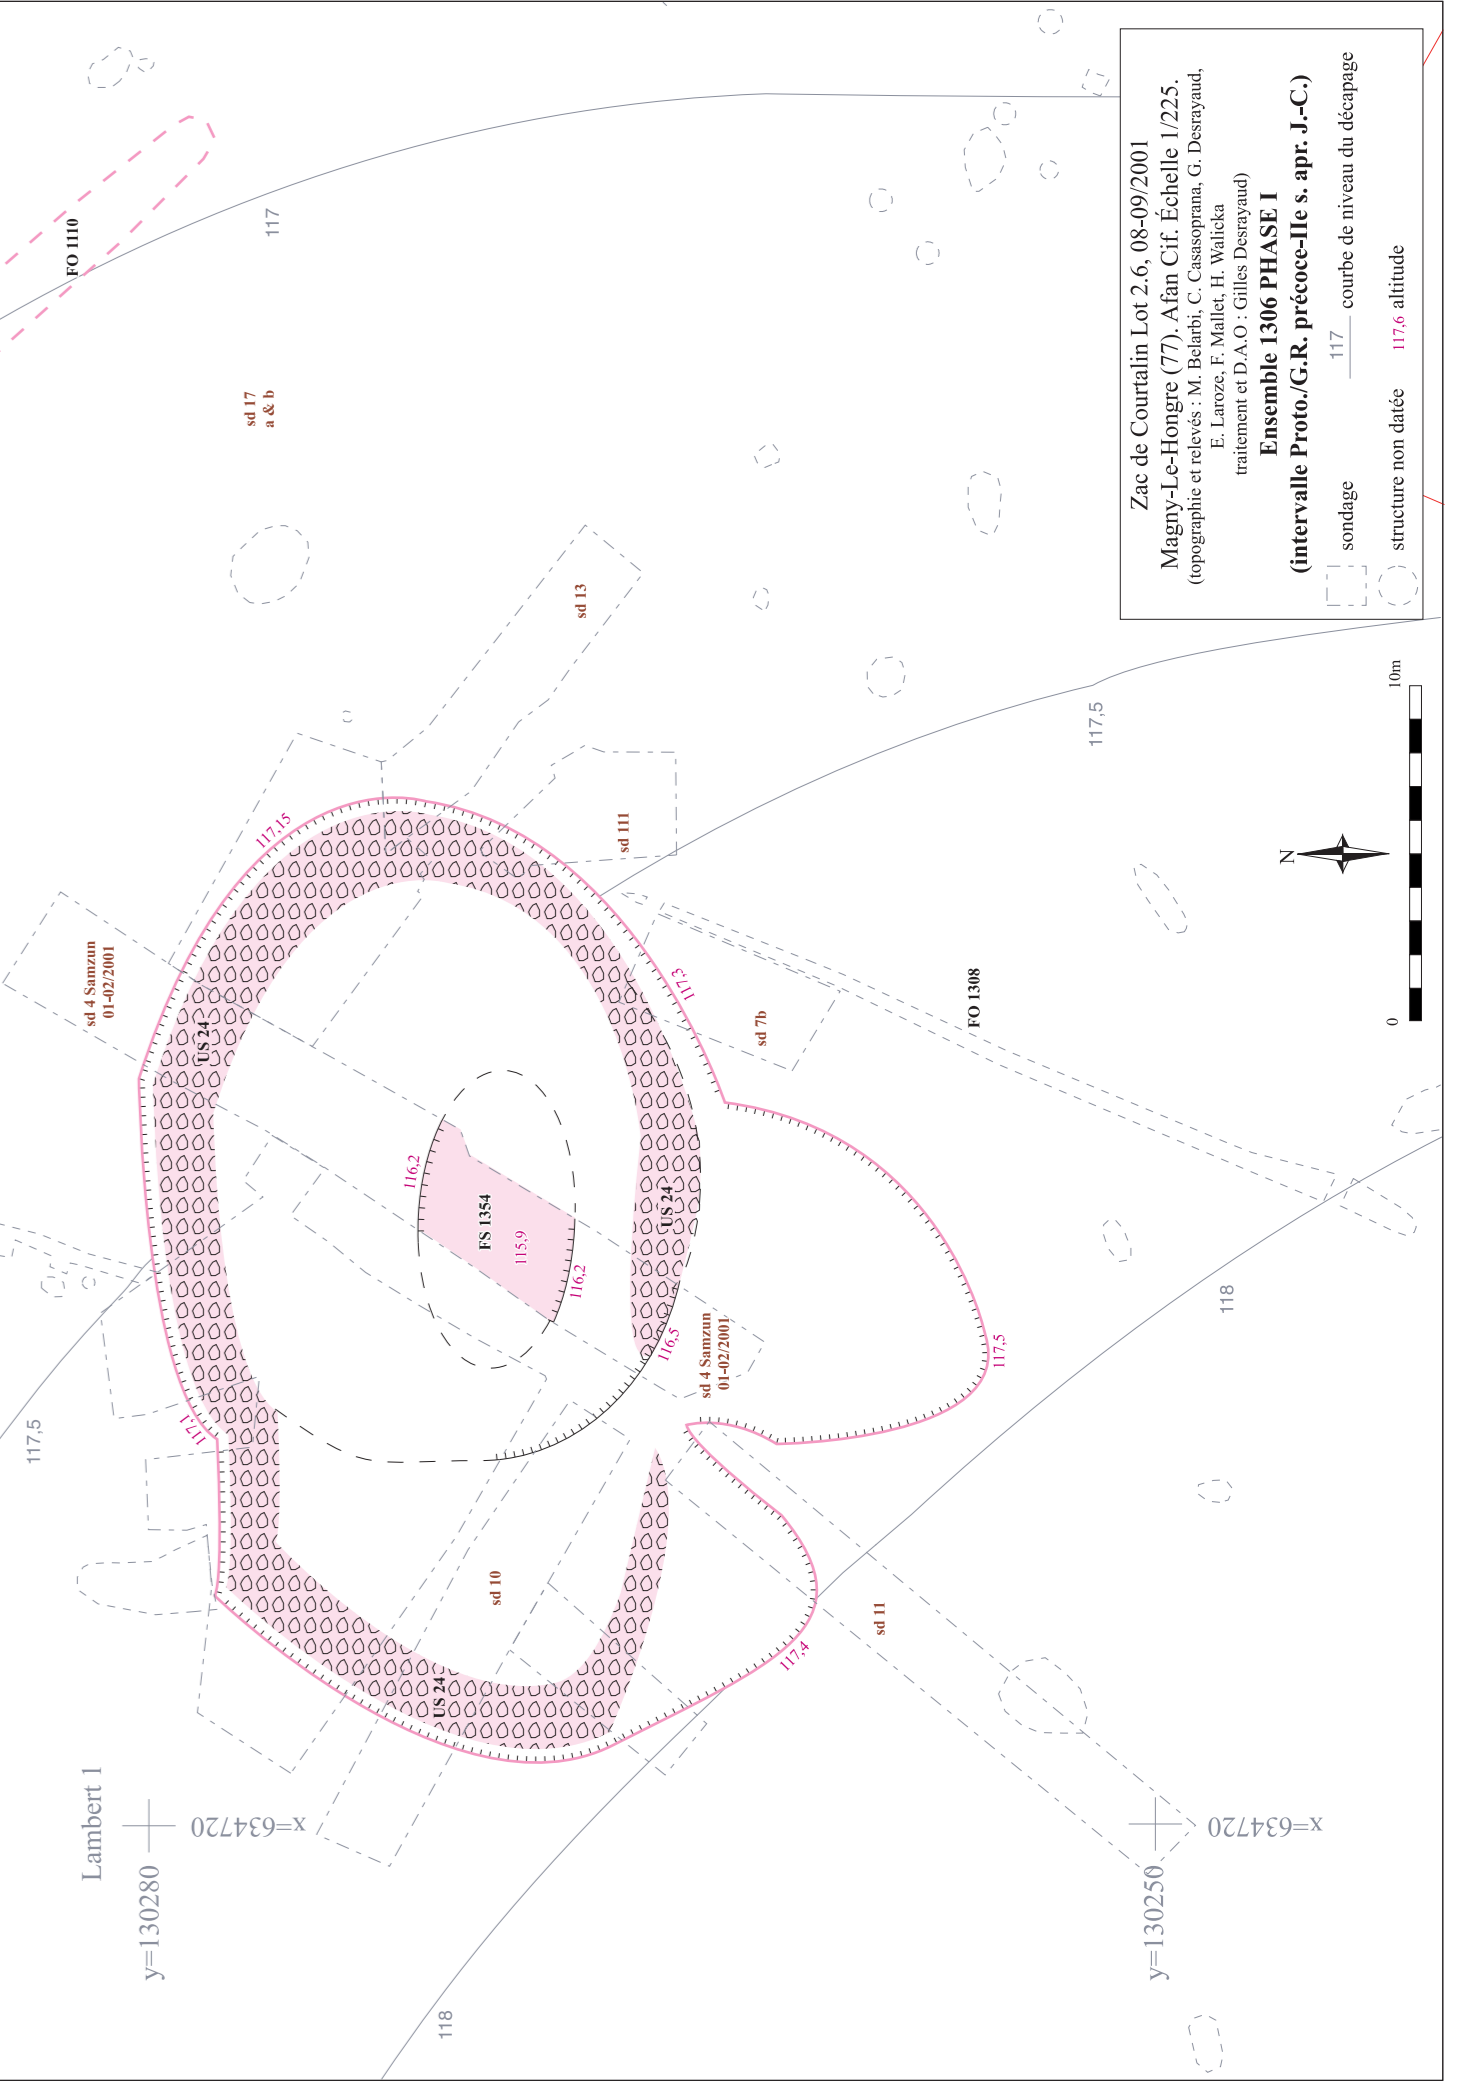 Zac de Courtalin Lot 2.6, 08-09/2001
Magny-Le-Hongre (77). Afan Cif. Échelle 1/225.
(topographie et relevés : M. Belarbi, C. Casasoprana, G. Desrayaud,
E. Laroze, F. Mallet, H. Walicka
traitement et D.A.O : Gilles Desrayaud)
Ensemble 1306 PHASE I
(intervalle Proto./G.R. précoce-IIe s. apr. J.-C.)
sondage
117
courbe de niveau du décapage
structure non datée
117,6 altitude
0
10m
N
Lambert 1
y=130280
x=634720
y=130250
x=634720
118
117,5
117
117,5
118
FO 1110
sd 17
a & b
sd 13
sd 111
sd 4 Samzun
01-02/2001
US 24
117,15
117,3
sd 7b
FO 1308
116,2
FS 1354
115,9
116,2
US 24
116,5
sd 4 Samzun
01-02/2001
117,5
117,1
sd 10
US 24
117,4
sd 11